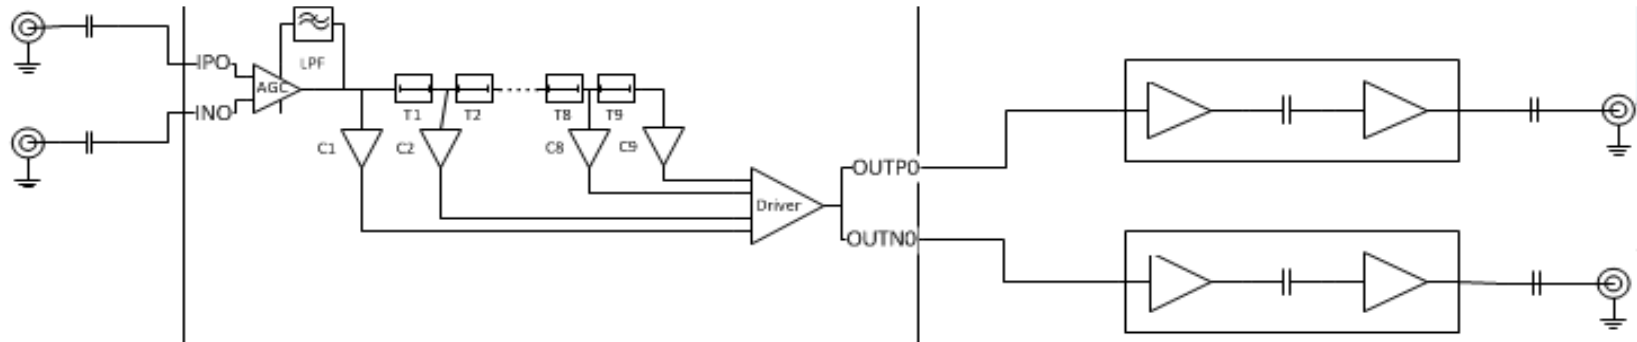 IPO
INO
AGC
LPF
T1
T2
T8
T9
C1
C2
C8
C9
Driver
OUTP0
OUTN0